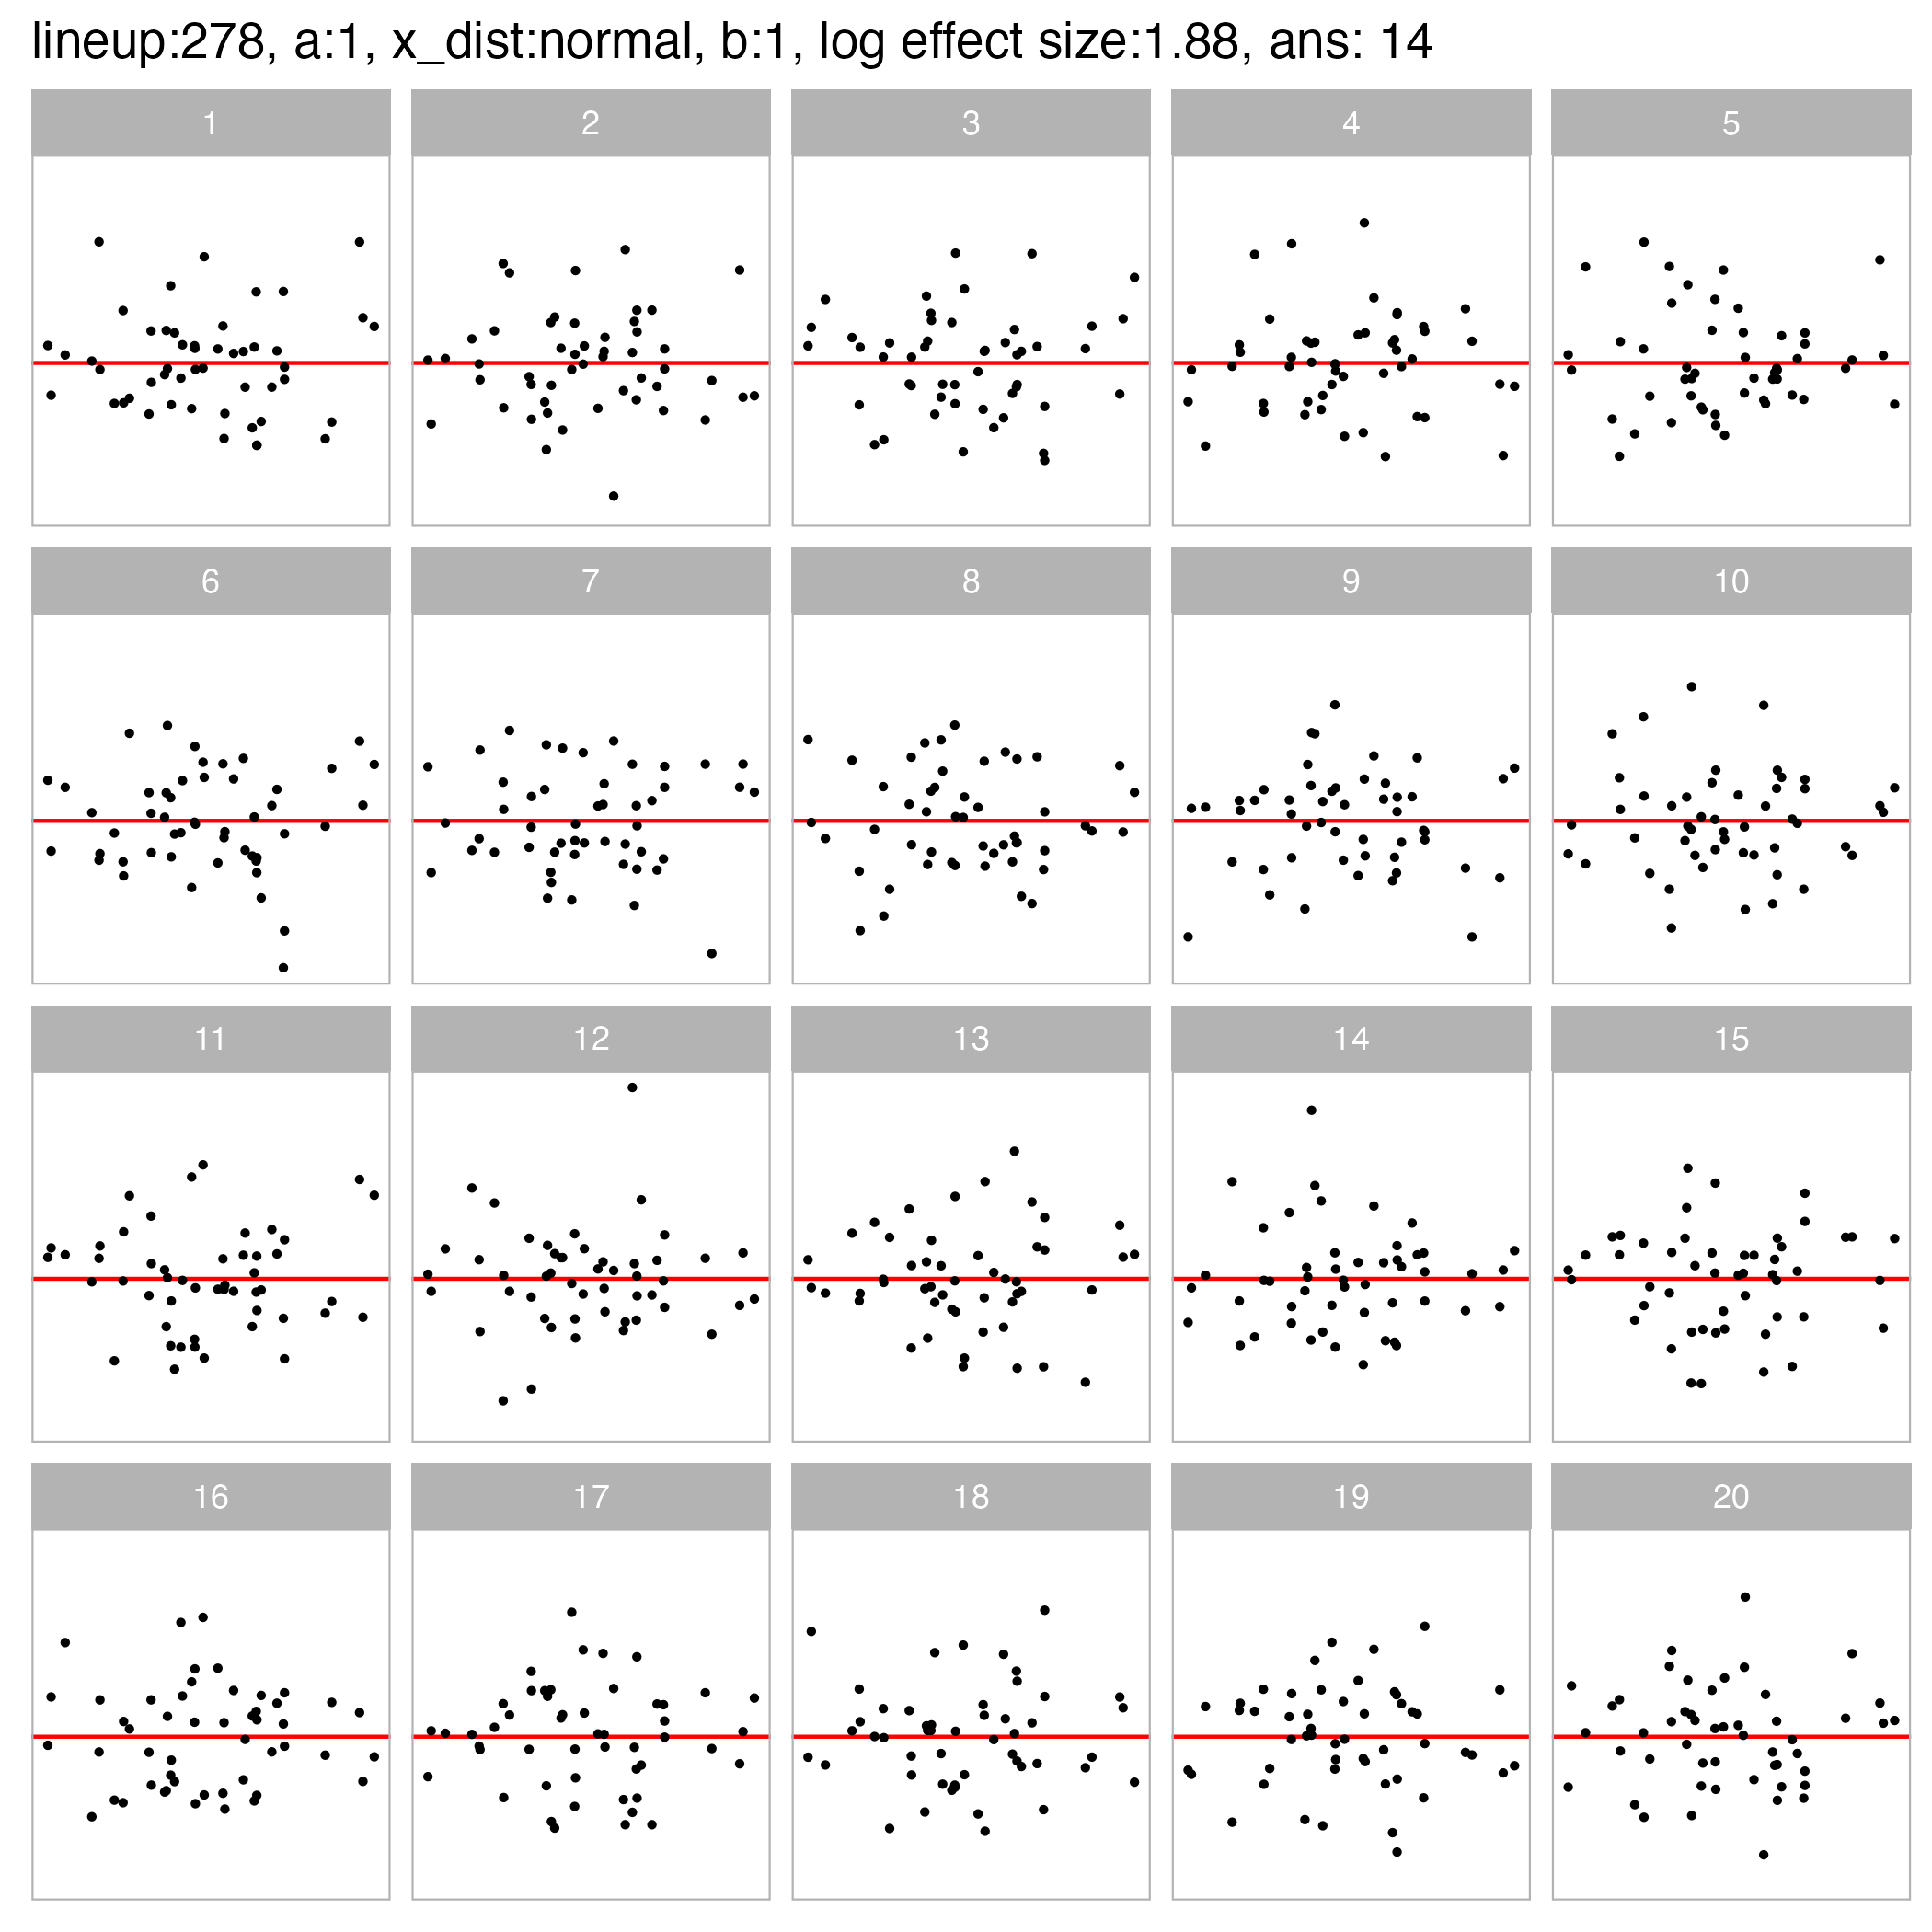 lineup:278, a:1, x_dist:normal, b:1, log effect size:1.88, ans: 14
1 2 3 4 5
6 7 8 9 10
11 12 13 14 15
16 17 18 19 20